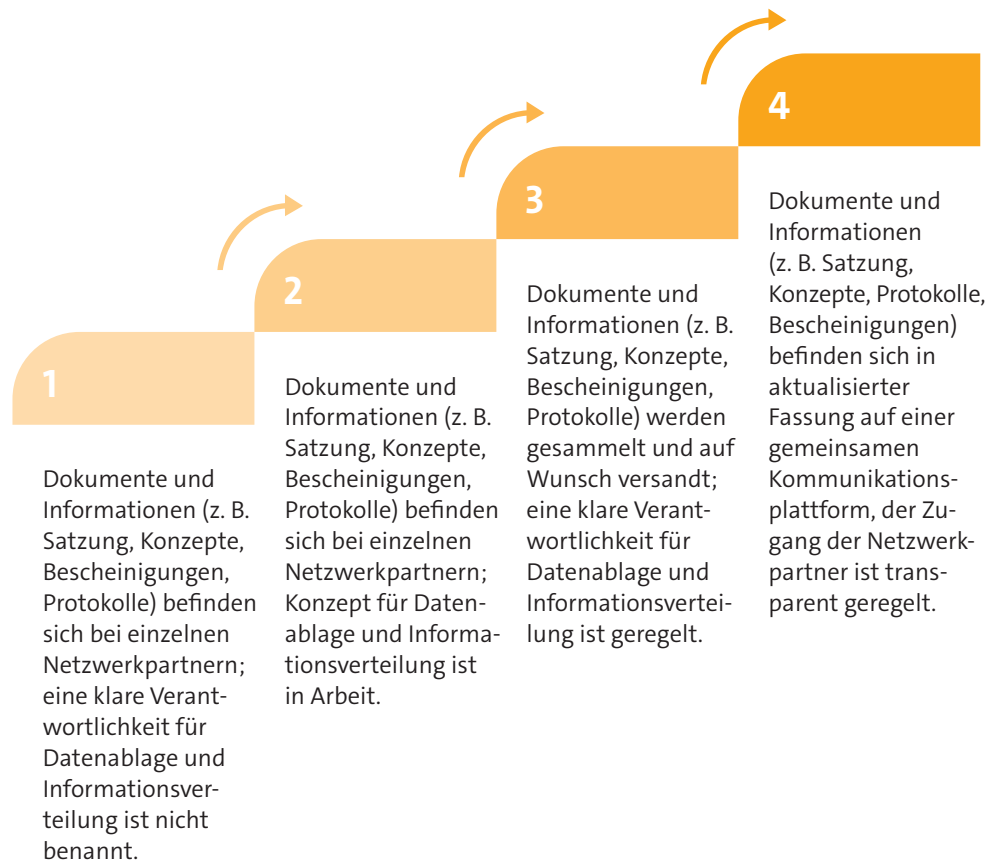 1
Dokumente und
Informationen (z. B.
Satzung, Konzepte,
Bescheinigungen,
Protokolle) befinden
sich bei einzelnen
Netzwerkpartnern;
eine klare Verant-
wortlichkeit für
Datenablage und
Informationsver-
teilung ist nicht
benannt.
2
Dokumente und
Informationen (z. B.
Satzung, Konzepte,
Bescheinigungen,
Protokolle) befinden
sich bei einzelnen
Netzwerkpartnern;
Konzept für Daten-
ablage und Informa-
tionsverteilung ist
in Arbeit.
3
Dokumente und
Informationen (z. B.
Satzung, Konzepte,
Bescheinigungen,
Protokolle) werden
gesammelt und auf
Wunsch versandt;
eine klare Verant-
wortlichkeit für
Datenablage und
Informationsvertei-
lung ist geregelt.
4
Dokumente und
Informationen
(z. B. Satzung,
Konzepte, Protokolle,
Bescheinigungen)
befinden sich in
aktualisierter
Fassung auf einer
gemeinsamen
Kommunikations-
plattform, der Zu-
gang der Netzwerk-
partner ist trans-
parent geregelt.